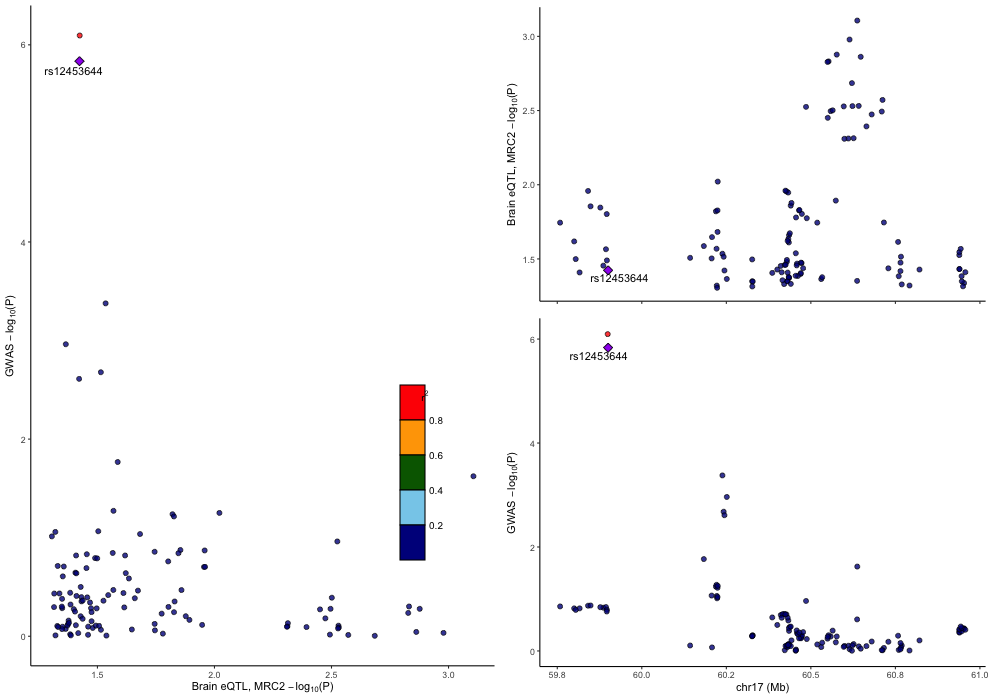 6
4
2
0
GWAS −log10(P)
rs12453644
r2
0.8
0.6
0.4
0.2
1.5
2.0
2.5
3.0
Brain eQTL, MRC2 −log10(P)
3.0
2.5
2.0
1.5
Brain eQTL, MRC2 −log10(P)
rs12453644
6
4
2
0
GWAS −log10(P)
rs12453644
59.8
60.0
60.2
60.5
60.8
61.0
chr17 (Mb)